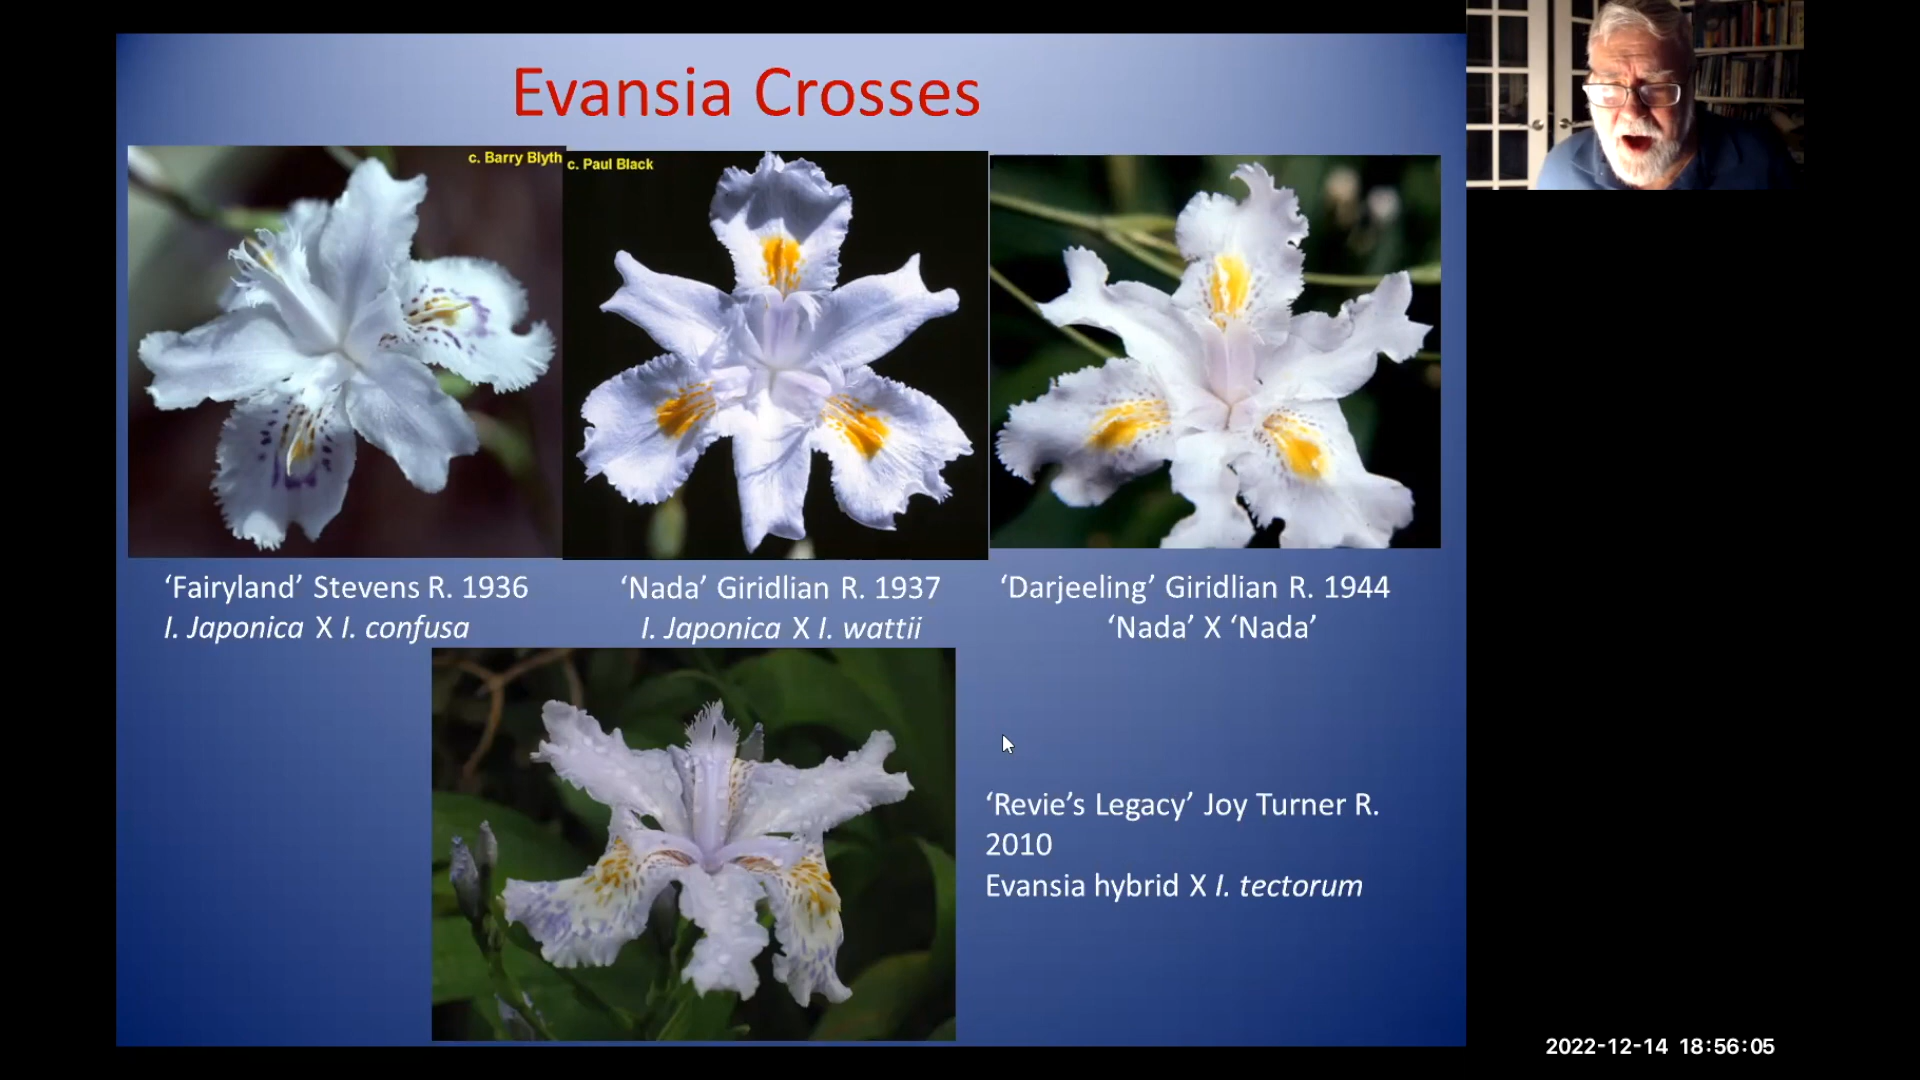 Evansia Crosses
c. Barry Blyth
c. Paul Black
‘Fairyland’ Stevens R. 1936
I. Japonica X I. confusa
‘Nada’ Giridlian R. 1937
I. Japonica X I. wattii
‘Darjeeling’ Giridlian R. 1944
‘Nada’ X ‘Nada’
‘Revie’s Legacy’ Joy Turner R.
2010
Evansia hybrid X I. tectorum
2022-12-14 18:56:05